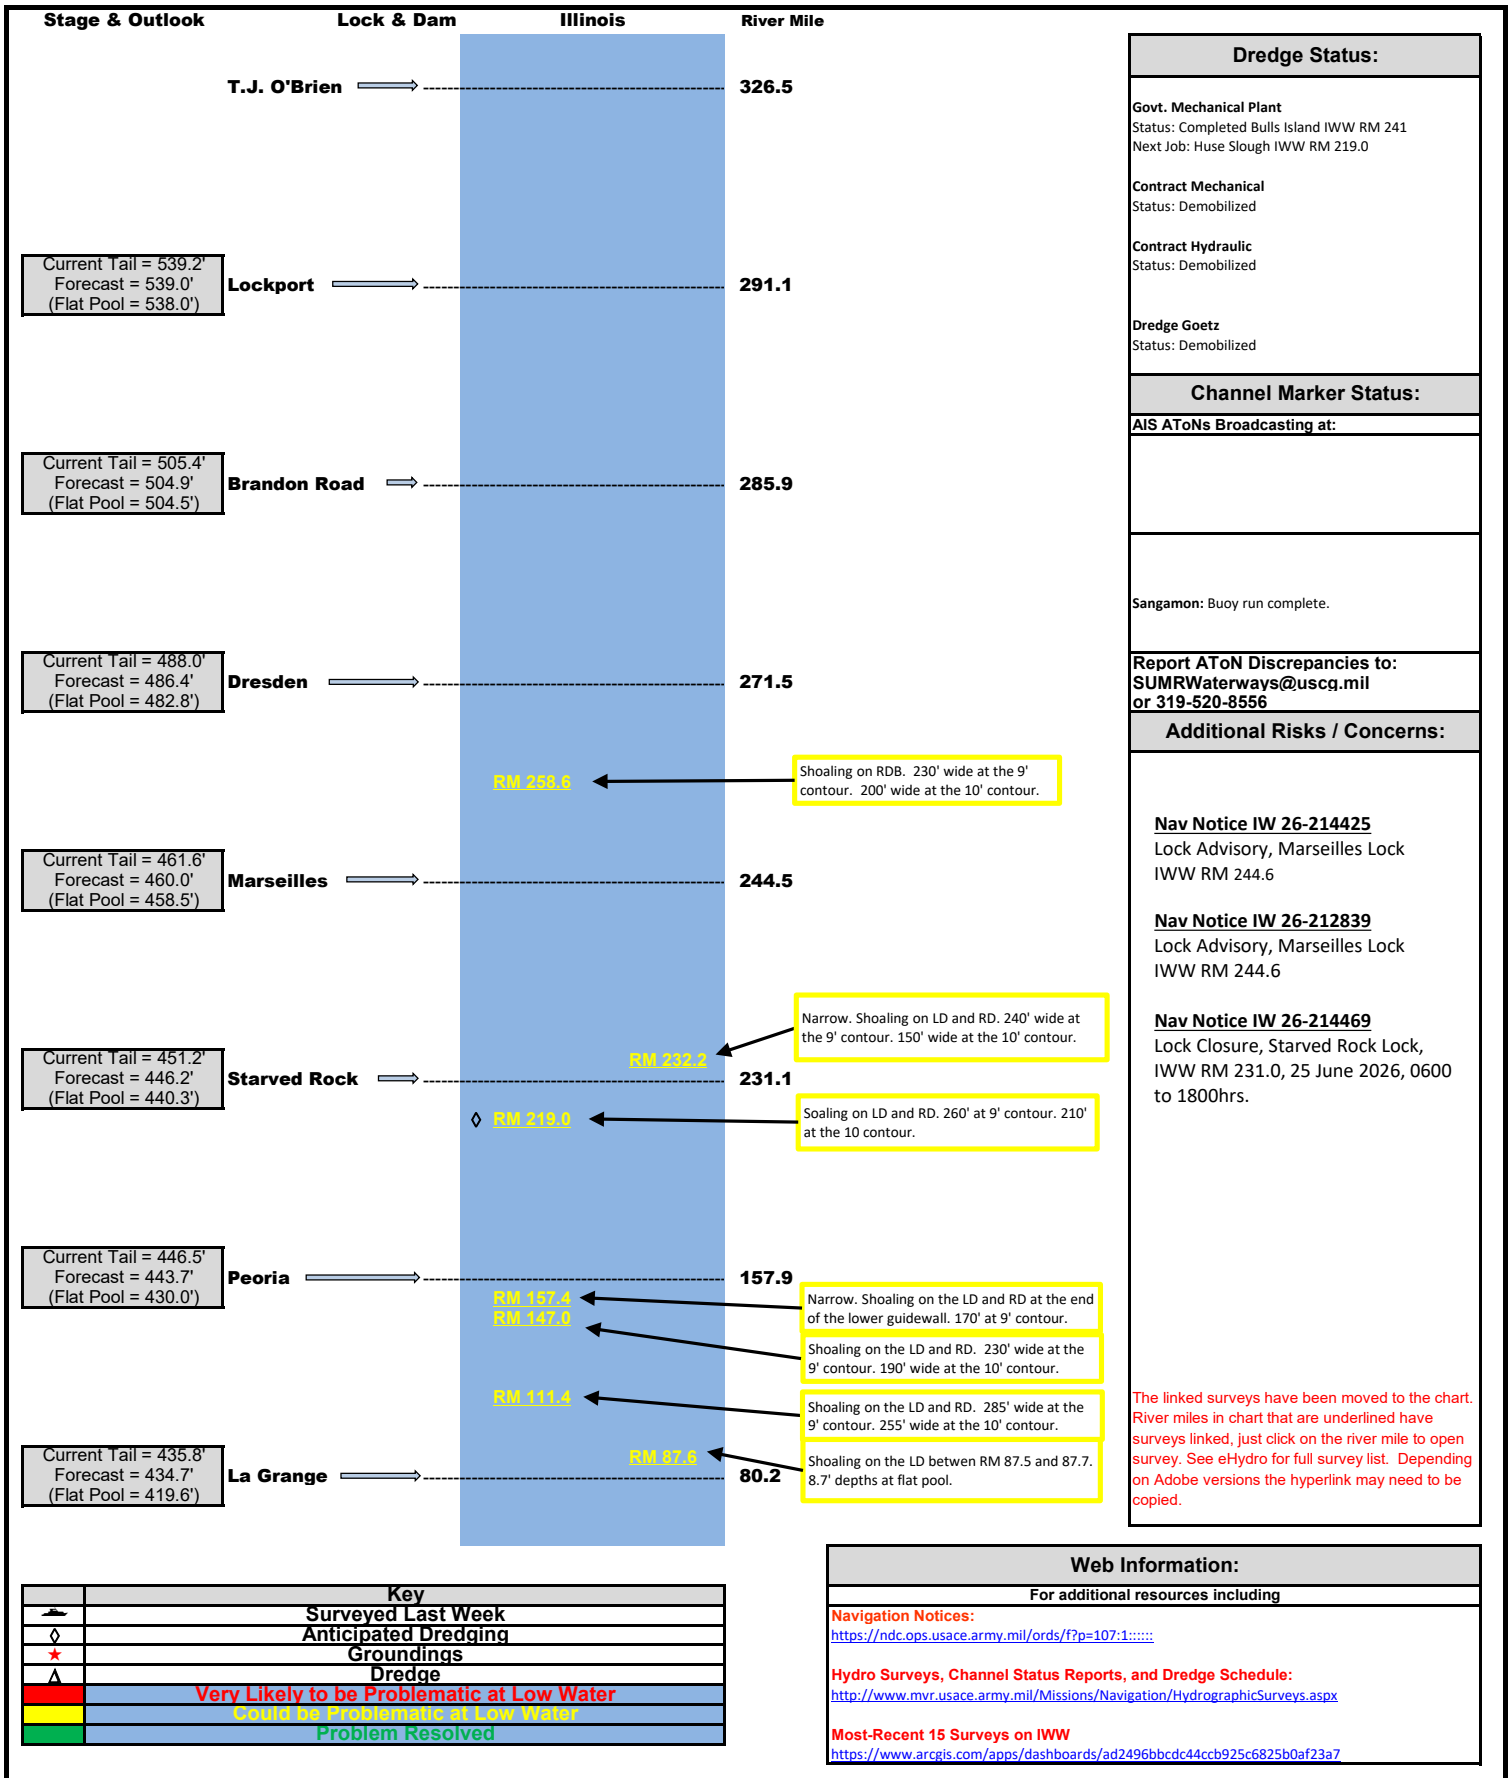 Stage & Outlook Lock & Dam Illinois River Mile
T.J. O'Brien 326.5
Current Tail = 539.2'
Forecast = 539.0'
(Flat Pool = 538.0')
Lockport 291.1
Current Tail = 505.4'
Forecast = 504.9'
(Flat Pool = 504.5')
Brandon Road 285.9
Current Tail = 488.0'
Forecast = 486.4'
(Flat Pool = 482.8')
Dresden 271.5
RM 258.6
Shoaling on RDB. 230' wide at the 9'
contour. 200' wide at the 10' contour.
Current Tail = 461.6'
Forecast = 460.0'
(Flat Pool = 458.5')
Marseilles 244.5
RM 232.2
Narrow. Shoaling on LD and RD. 240' wide at
the 9' contour. 150' wide at the 10' contour.
Current Tail = 451.2'
Forecast = 446.2'
(Flat Pool = 440.3')
Starved Rock 231.1
◊ RM 219.0
Soaling on LD and RD. 260' at 9' contour. 210'
at the 10 contour.
Current Tail = 446.5'
Forecast = 443.7'
(Flat Pool = 430.0')
Peoria 157.9
RM 157.4
Narrow. Shoaling on the LD and RD at the end
of the lower guidewall. 170' at 9' contour.
RM 147.0
Shoaling on the LD and RD. 230' wide at the
9' contour. 190' wide at the 10' contour.
RM 111.4
Shoaling on the LD and RD. 285' wide at the
9' contour. 255' wide at the 10' contour.
RM 87.6
Shoaling on the LD betwen RM 87.5 and 87.7.
8.7' depths at flat pool.
Current Tail = 435.8'
Forecast = 434.7'
(Flat Pool = 419.6')
La Grange 80.2
Dredge Status:
Govt. Mechanical Plant
Status: Completed Bulls Island IWW RM 241
Next Job: Huse Slough IWW RM 219.0
Contract Mechanical
Status: Demobilized
Contract Hydraulic
Status: Demobilized
Dredge Goetz
Status: Demobilized
Channel Marker Status:
AIS AToNs Broadcasting at:
Sangamon: Buoy run complete.
Report AToN Discrepancies to:
SUMRWaterways@uscg.mil
or 319-520-8556
Additional Risks / Concerns:
Nav Notice IW 26-214425
Lock Advisory, Marseilles Lock
IWW RM 244.6
Nav Notice IW 26-212839
Lock Advisory, Marseilles Lock
IWW RM 244.6
Nav Notice IW 26-214469
Lock Closure, Starved Rock Lock,
IWW RM 231.0, 25 June 2026, 0600
to 1800hrs.
The linked surveys have been moved to the chart.
River miles in chart that are underlined have
surveys linked, just click on the river mile to open
survey. See eHydro for full survey list. Depending
on Adobe versions the hyperlink may need to be
copied.
Key
Surveyed Last Week
◊ Anticipated Dredging
★ Groundings
Δ Dredge
Very Likely to be Problematic at Low Water
Could be Problematic at Low Water
Problem Resolved
Web Information:
For additional resources including
Navigation Notices:
https://ndc.ops.usace.army.mil/ords/f?p=107:1::::::
Hydro Surveys, Channel Status Reports, and Dredge Schedule:
http://www.mvr.usace.army.mil/Missions/Navigation/HydrographicSurveys.aspx
Most-Recent 15 Surveys on IWW
https://www.arcgis.com/apps/dashboards/ad2496bbcdc44ccb925c6825b0af23a7